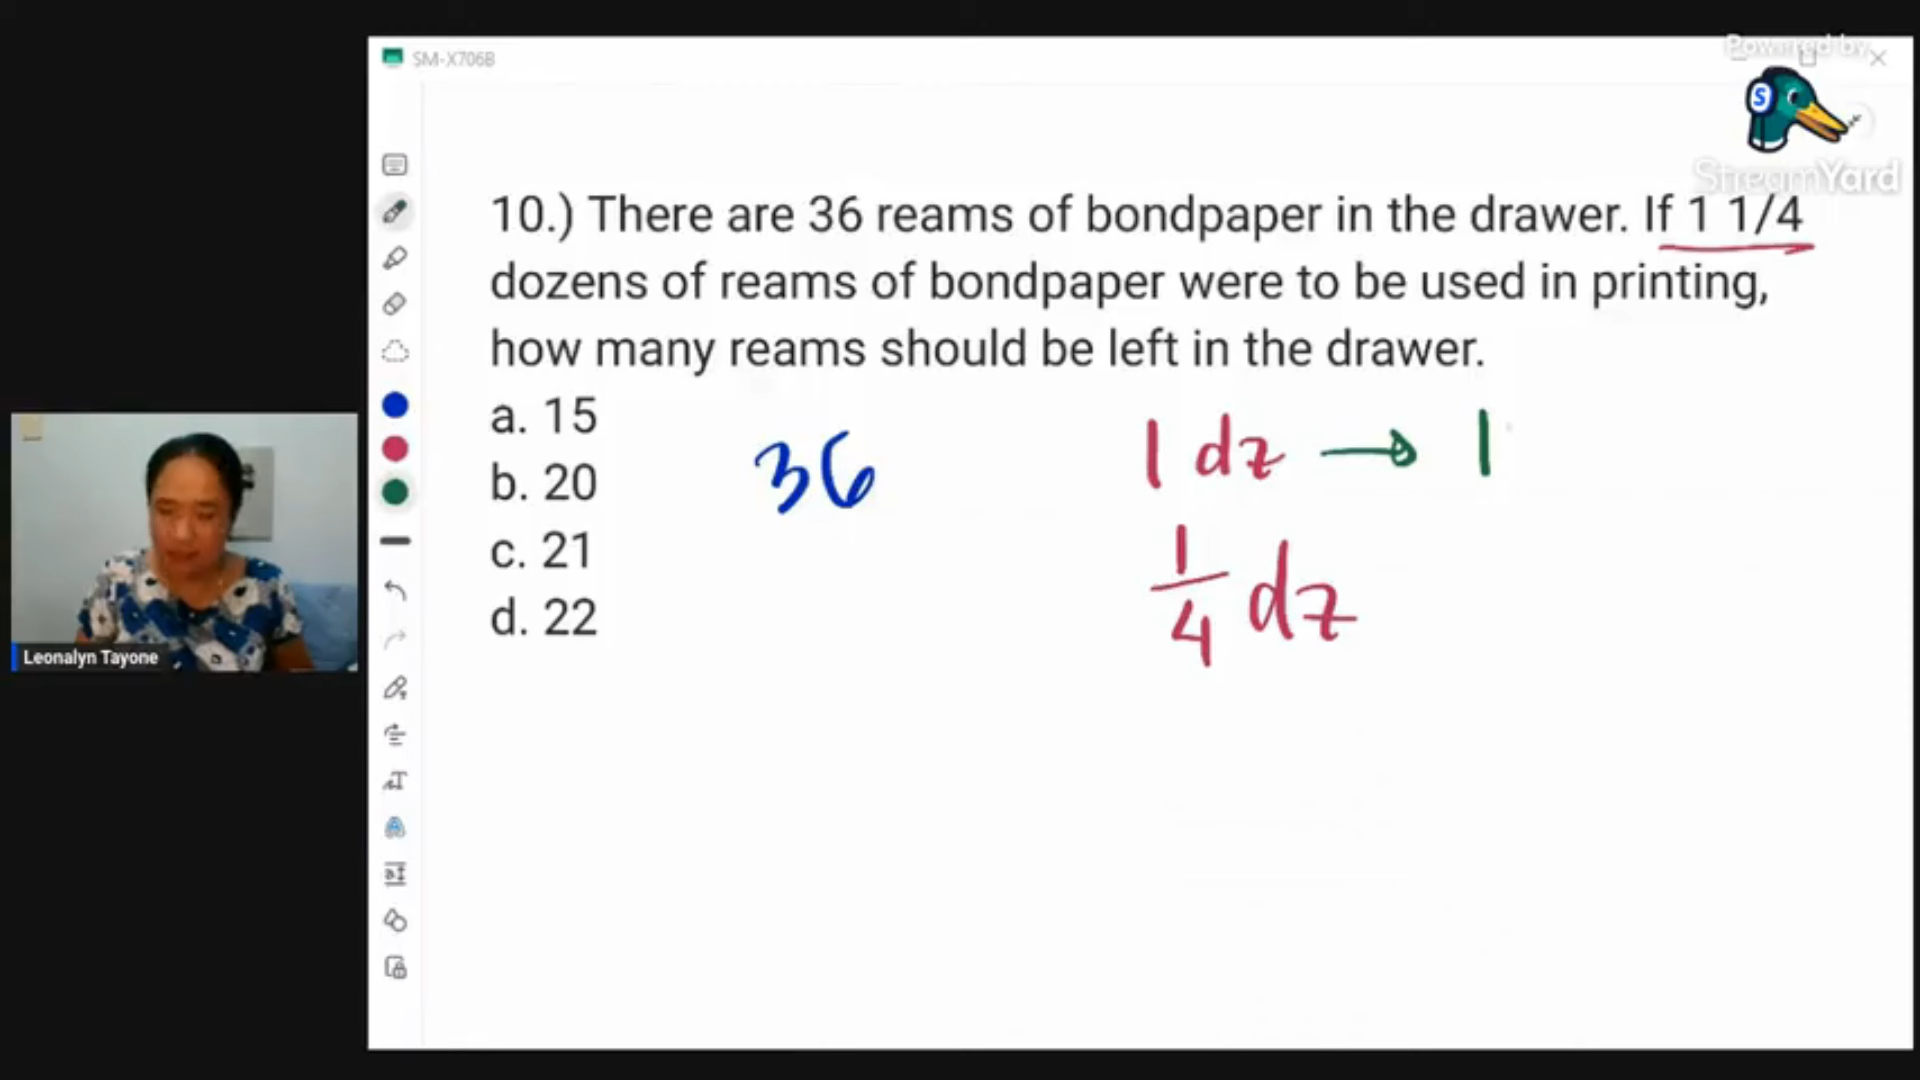 SM-X706B
Powered by
StreamYard
10.) There are 36 reams of bondpaper in the drawer. If 1 1/4
dozens of reams of bondpaper were to be used in printing,
how many reams should be left in the drawer.
a. 15
b. 20
c. 21
d. 22
36
1 dz → 1
1/4 dz
Leonalyn Tayone